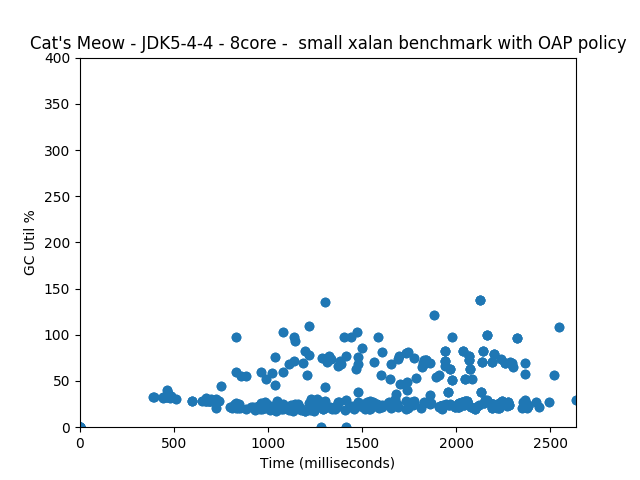 Cat's Meow - JDK5-4-4 - 8core -  small xalan benchmark with OAP policy
GC Util %
400
350
300
250
200
150
100
50
0
0 500 1000 1500 2000 2500
Time (milliseconds)